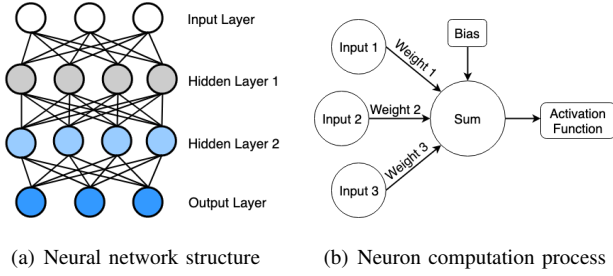 Input Layer
Hidden Layer 1
Hidden Layer 2
Output Layer
(a) Neural network structure
Input 1
Input 2
Input 3
Weight 1
Weight 2
Weight 3
Bias
Sum
Activation
Function
(b) Neuron computation process